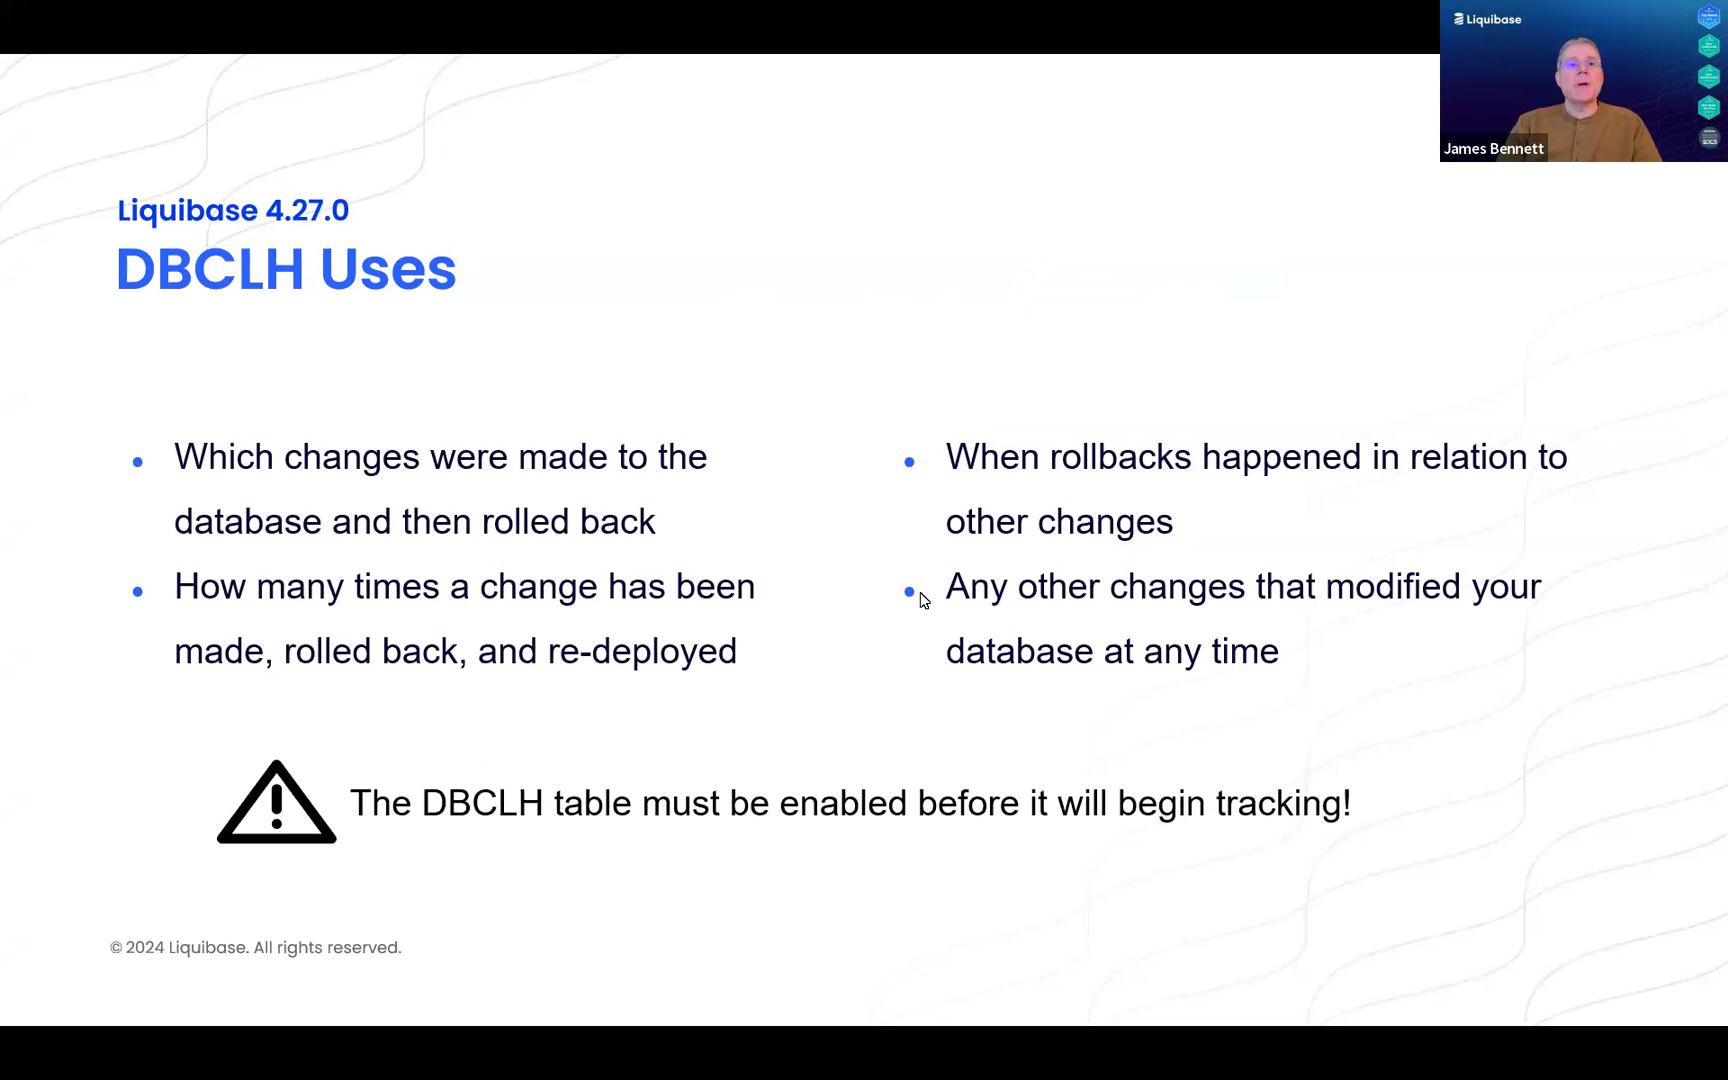 Liquibase
James Bennett
Liquibase 4.27.0
DBCLH Uses
Which changes were made to the
database and then rolled back
How many times a change has been
made, rolled back, and re-deployed
When rollbacks happened in relation to
other changes
Any other changes that modified your
database at any time
The DBCLH table must be enabled before it will begin tracking!
© 2024 Liquibase. All rights reserved.